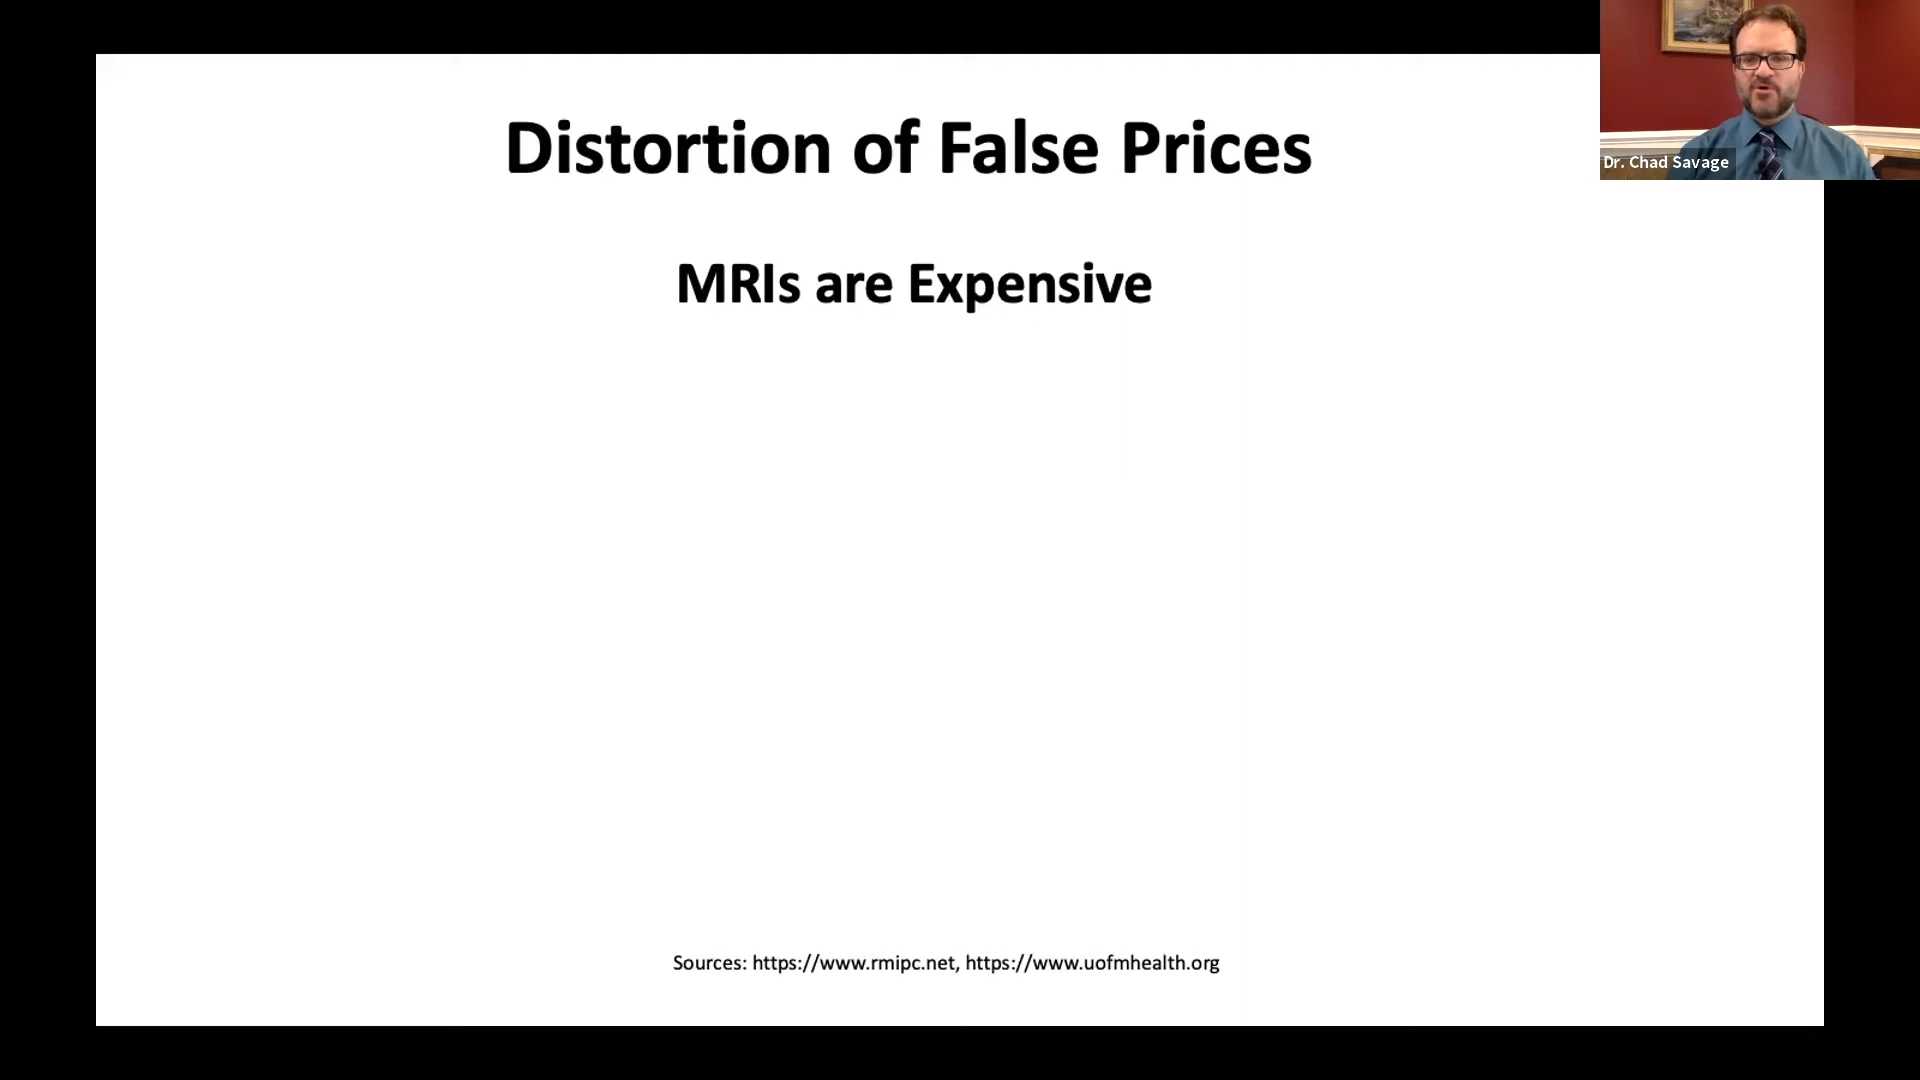 Distortion of False Prices
Dr. Chad Savage
MRIs are Expensive
Sources: https://www.rmipc.net, https://www.uofmhealth.org